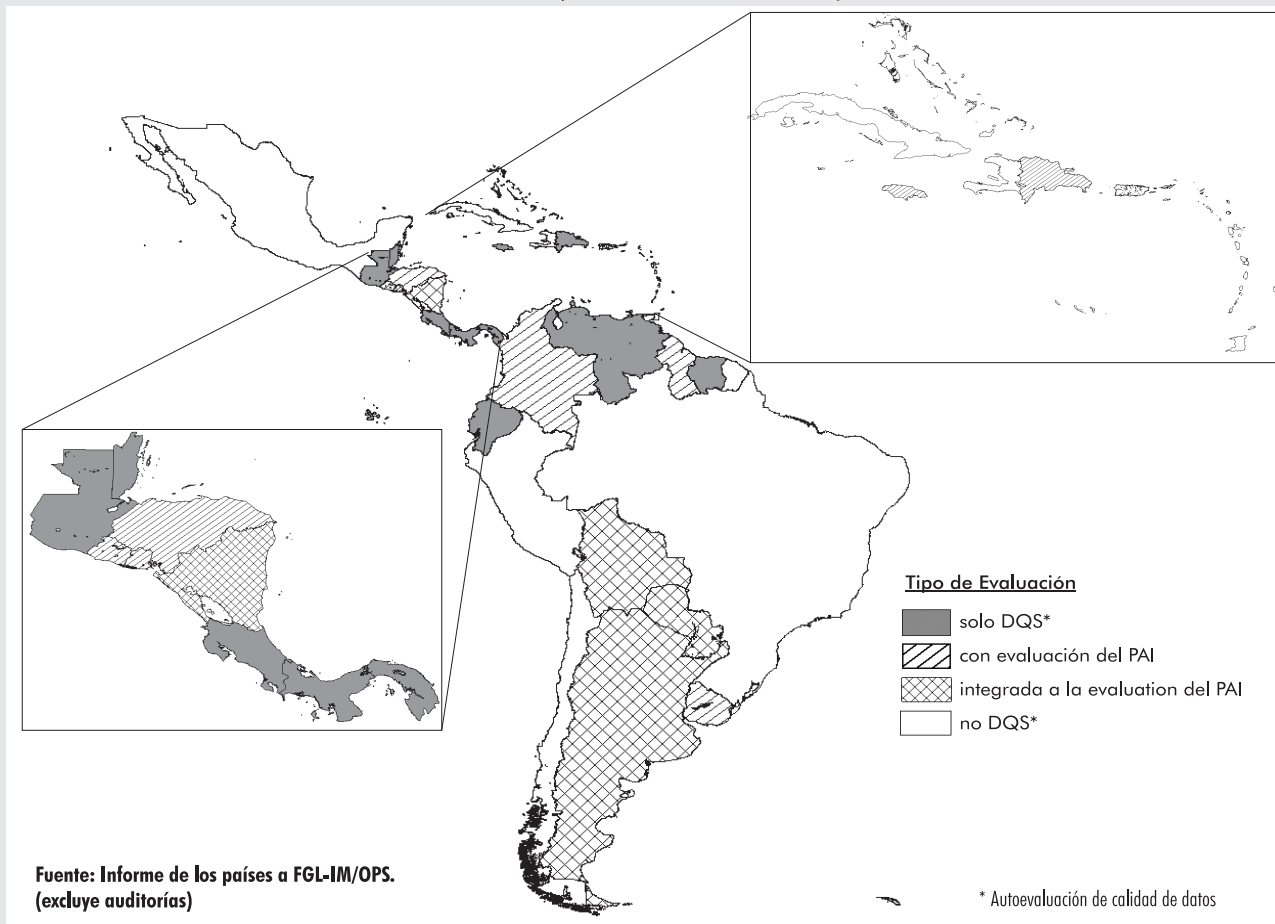 Tipo de Evaluación
solo DQS*
con evaluación del PAI
integrada a la evaluation del PAI
no DQS*
Fuente: Informe de los países a FGL-IM/OPS.
(excluye auditorías)
* Autoevaluación de calidad de datos